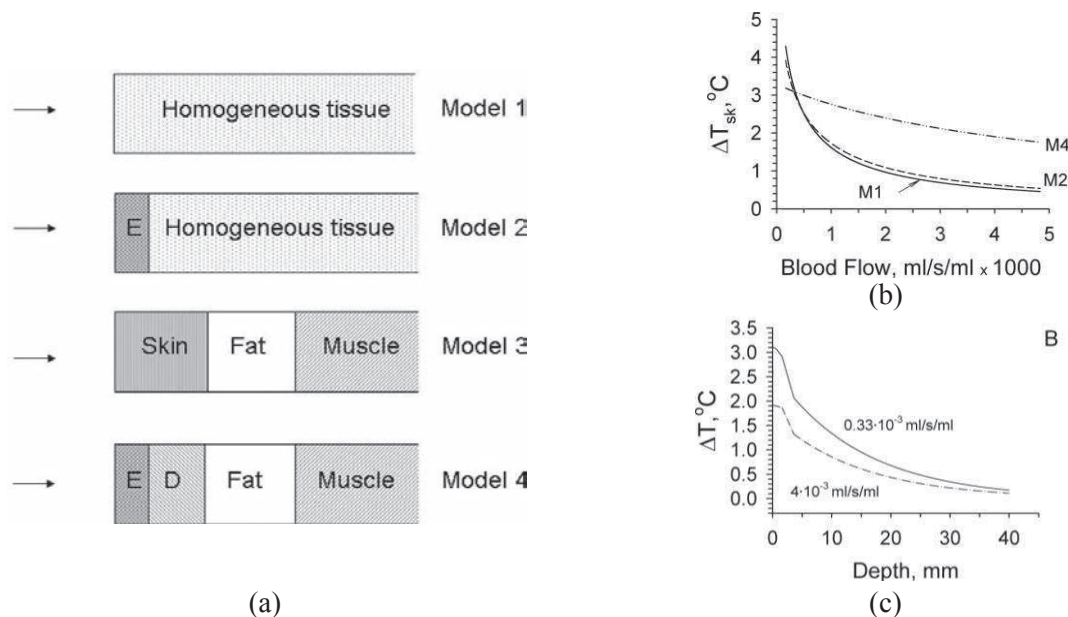 Homogeneous tissue Model 1
E Homogeneous tissue Model 2
Skin Fat Muscle Model 3
E D Fat Muscle Model 4
(a)
ΔTsk, °C
5
4
3
2
1
0
M4
M2
M1
0 1 2 3 4 5
Blood Flow, ml/s/ml x 1000
(b)
B
ΔT, °C
3.5
3.0
2.5
2.0
1.5
1.0
0.5
0.0
0.33·10⁻³ ml/s/ml
4·10⁻³ ml/s/ml
0 10 20 30 40
Depth, mm
(c)